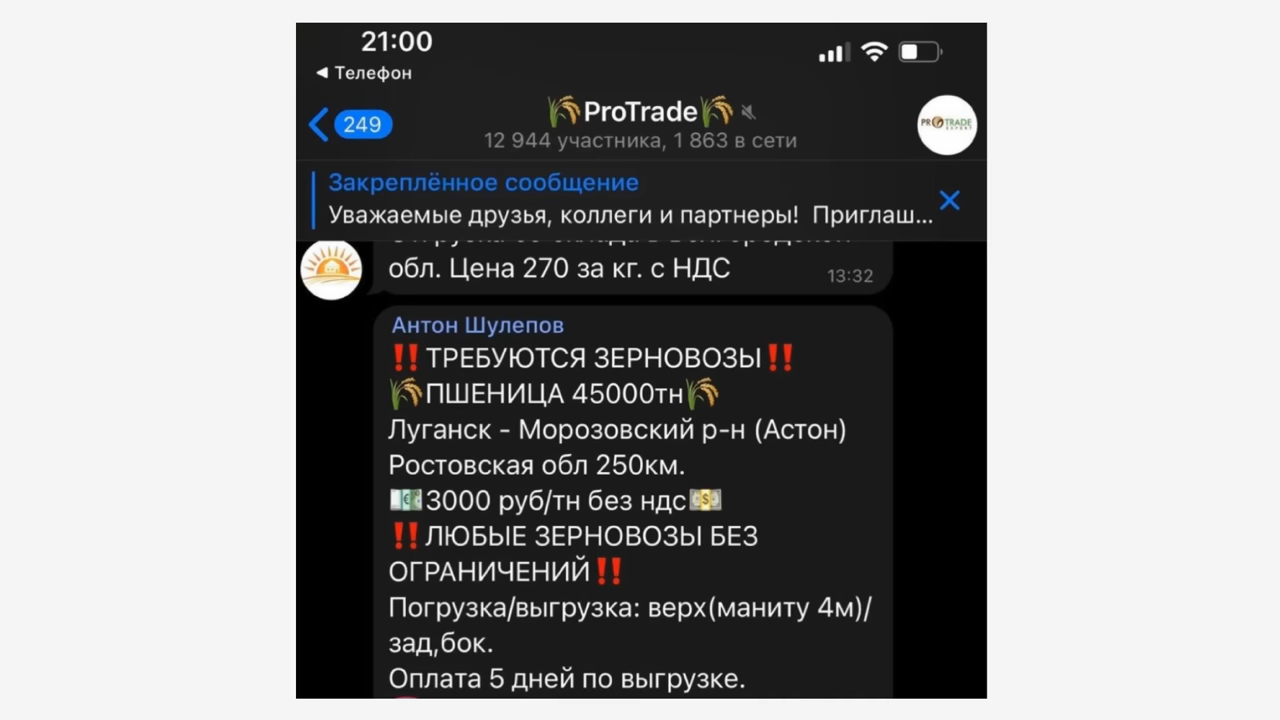 21:00
◀ Телефон
249
🌾ProTrade🌾
12 944 участника, 1 863 в сети
PROTRADE
Закреплённое сообщение
Уважаемые друзья, коллеги и партнеры! Приглаш...
обл. Цена 270 за кг. с НДС
13:32
Антон Шулепов
‼️ТРЕБУЮТСЯ ЗЕРНОВОЗЫ‼️
🌾ПШЕНИЦА 45000тн🌾
Луганск - Морозовский р-н (Астон)
Ростовская обл 250км.
💶3000 руб/тн без ндс💵
‼️ЛЮБЫЕ ЗЕРНОВОЗЫ БЕЗ
ОГРАНИЧЕНИЙ‼️
Погрузка/выгрузка: верх(маниту 4м)/
зад,бок.
Оплата 5 дней по выгрузке.